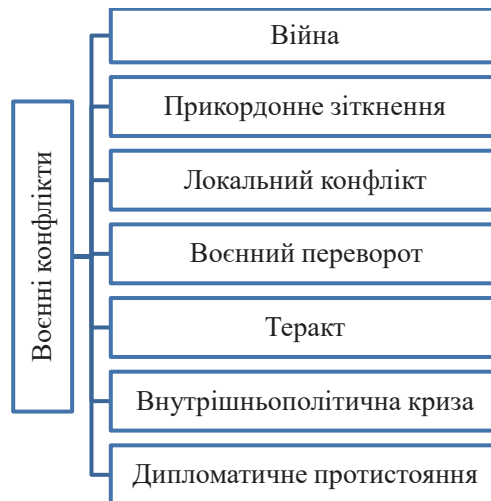 Воєнні конфлікти
Війна
Прикордонне зіткнення
Локальний конфлікт
Воєнний переворот
Теракт
Внутрішньополітична криза
Дипломатичне протистояння